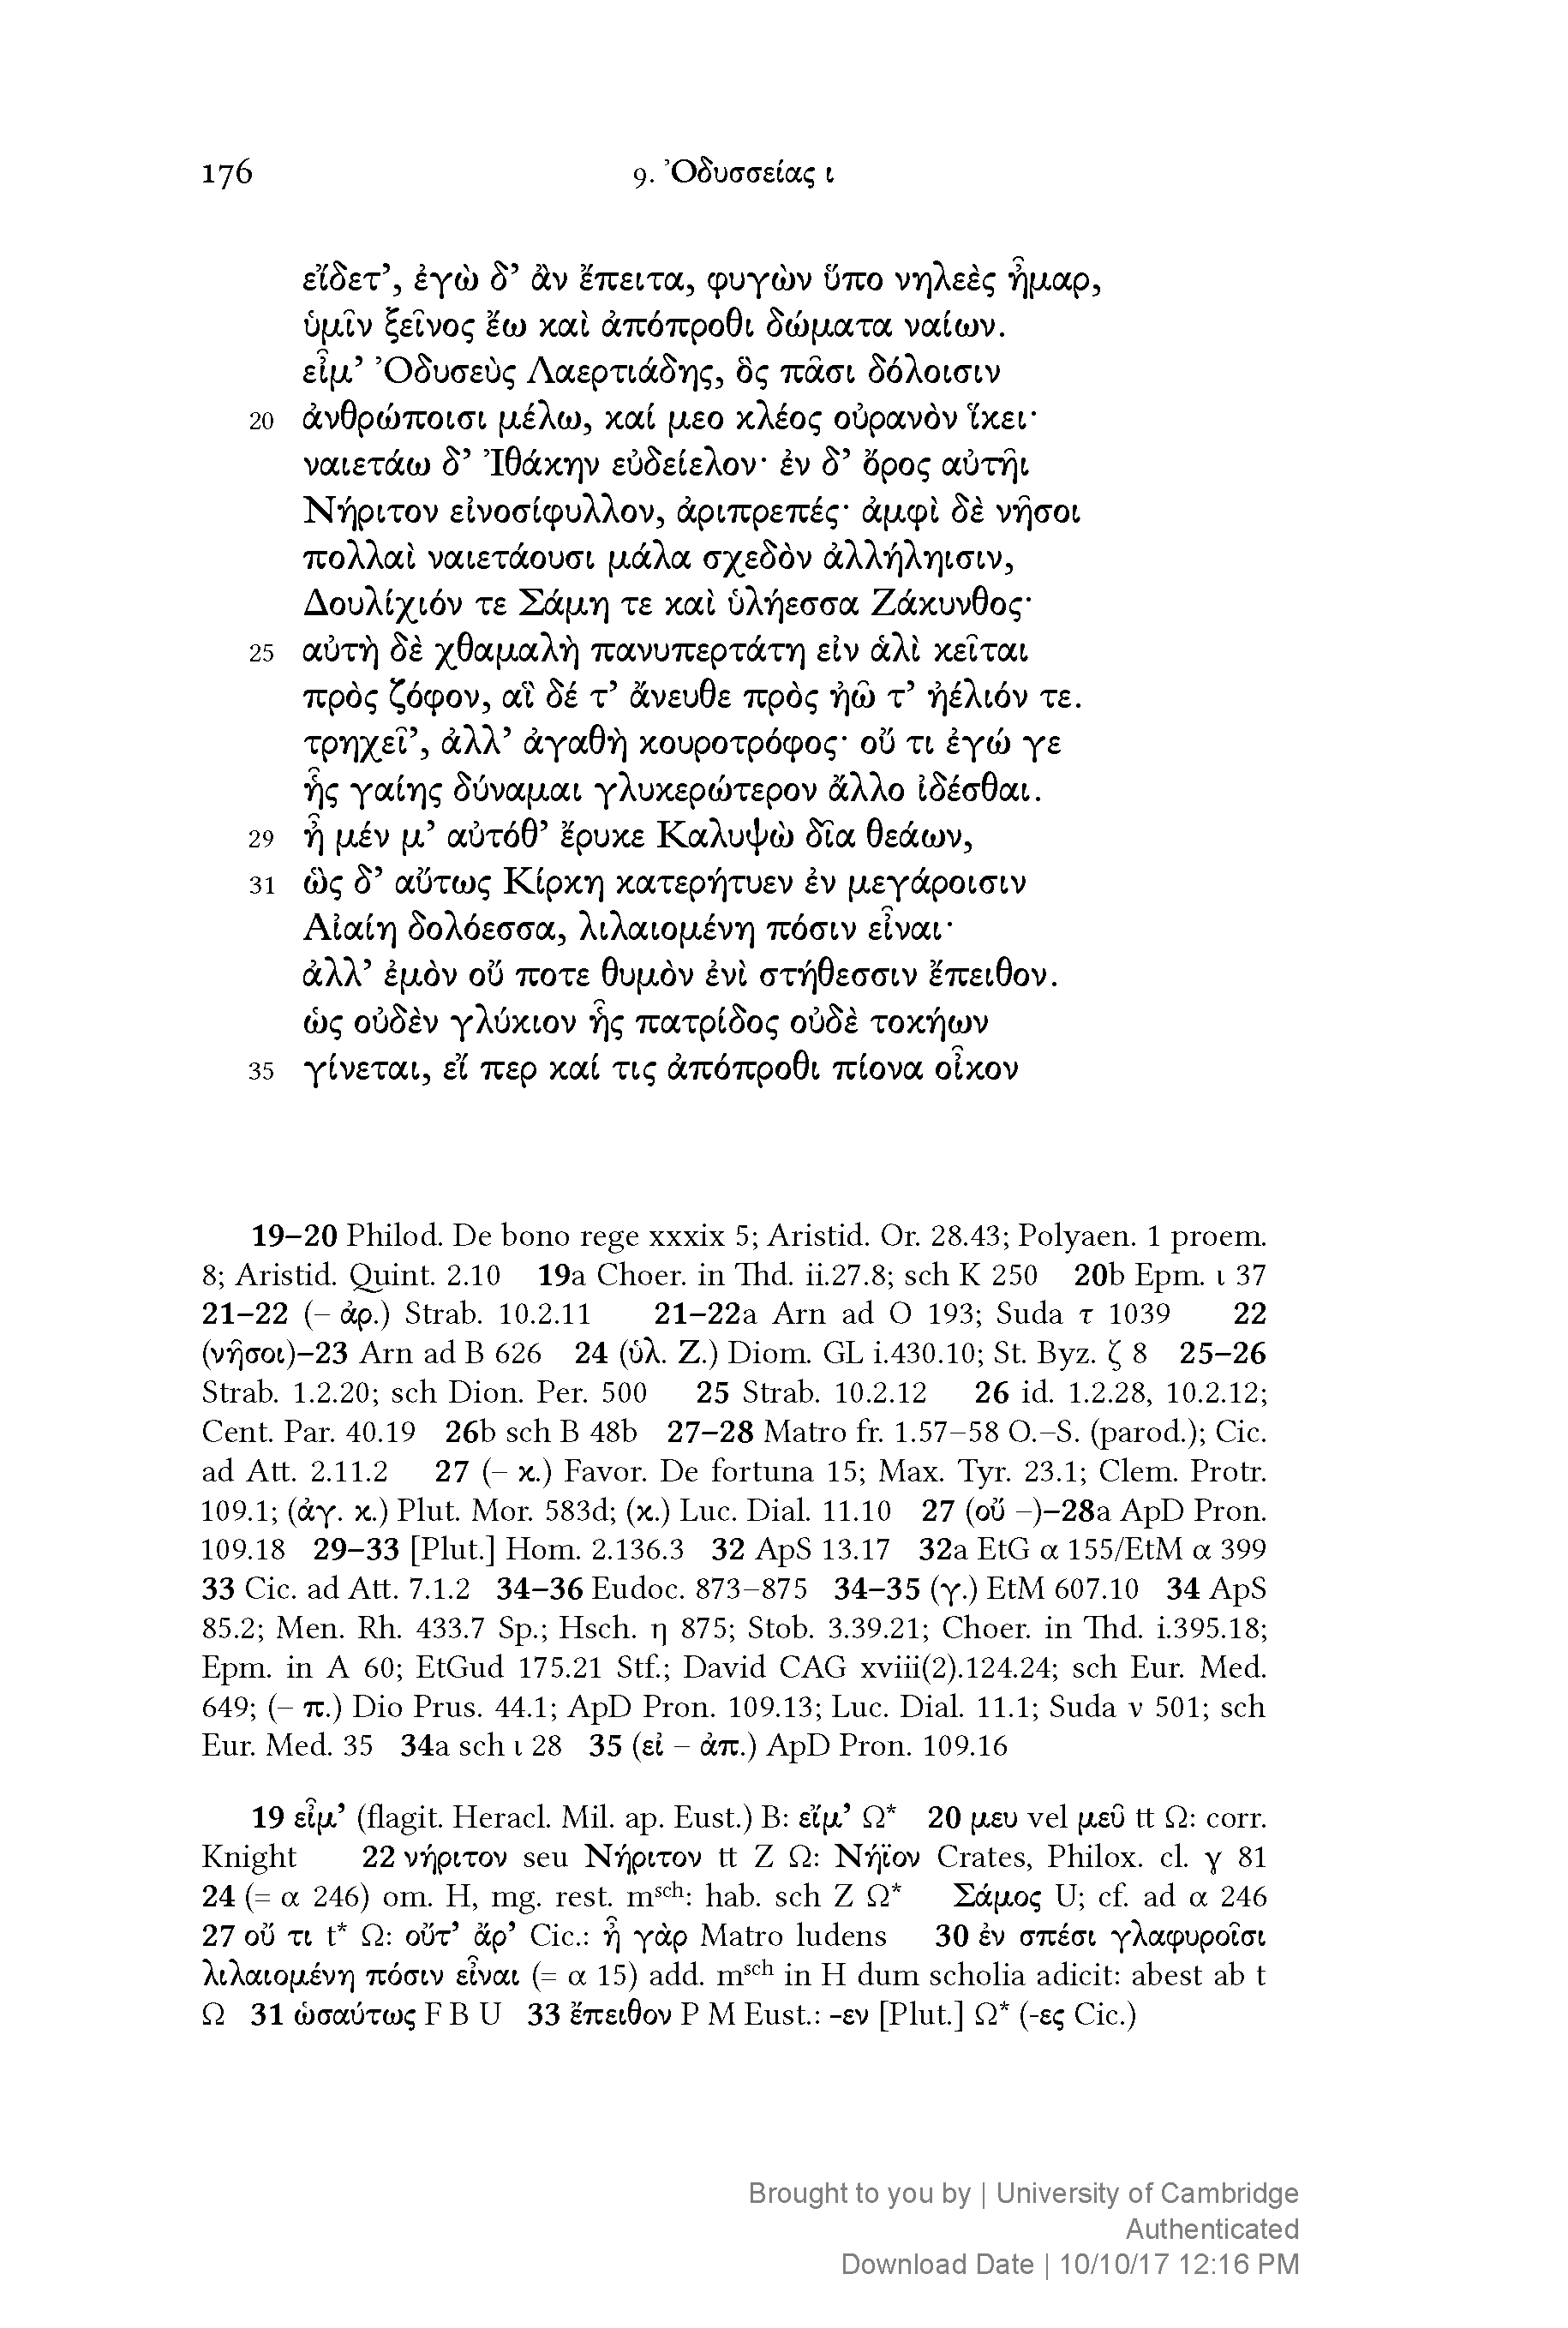 176 9. Ὀδυσσείας ι
εἴδετ’, ἐγὼ δ’ ἂν ἔπειτα, φυγὼν ὕπο νηλεὲς ἦμαρ,
ὑμῖν ξεῖνος ἔω καὶ ἀπόπροθι δώματα ναίων.
εἶμ’ Ὀδυσεὺς Λαερτιάδης, ὃς πᾶσι δόλοισιν
20 ἀνθρώποισι μέλω, καί μεο κλέος οὐρανὸν ἵκει·
ναιετάω δ’ Ἰθάκην εὐδείελον· ἐν δ’ ὄρος αὐτῆι
Νήριτον εἰνοσίφυλλον, ἀριπρεπές· ἀμφὶ δὲ νῆσοι
πολλαὶ ναιετάουσι μάλα σχεδὸν ἀλλήληισιν,
Δουλίχιόν τε Σάμη τε καὶ ὑλήεσσα Ζάκυνθος·
25 αὐτὴ δὲ χθαμαλὴ πανυπερτάτη εἰν ἁλὶ κεῖται
πρὸς ζόφον, αἳ δέ τ’ ἄνευθε πρὸς ἠῶ τ’ ἠέλιόν τε.
τρηχεῖ’, ἀλλ’ ἀγαθὴ κουροτρόφος· οὔ τι ἐγώ γε
ἧς γαίης δύναμαι γλυκερώτερον ἄλλο ἰδέσθαι.
29 ἦ μέν μ’ αὐτόθ’ ἔρυκε Καλυψὼ δῖα θεάων,
31 ὣς δ’ αὔτως Κίρκη κατερήτυεν ἐν μεγάροισιν
Αἰαίη δολόεσσα, λιλαιομένη πόσιν εἶναι·
ἀλλ’ ἐμὸν οὔ ποτε θυμὸν ἐνὶ στήθεσσιν ἔπειθον.
ὡς οὐδὲν γλύκιον ἧς πατρίδος οὐδὲ τοκήων
35 γίνεται, εἴ περ καί τις ἀπόπροθι πίονα οἶκον
19–20 Philod. De bono rege xxxix 5; Aristid. Or. 28.43; Polyaen. 1 proem.
8; Aristid. Quint. 2.10 19a Choer. in Thd. ii.27.8; sch K 250 20b Epm. ι 37
21–22 (– ἀρ.) Strab. 10.2.11 21–22a Arn ad O 193; Suda τ 1039 22
(νῆσοι)–23 Arn ad B 626 24 (ὑλ. Ζ.) Diom. GL i.430.10; St. Byz. ζ 8 25–26
Strab. 1.2.20; sch Dion. Per. 500 25 Strab. 10.2.12 26 id. 1.2.28, 10.2.12;
Cent. Par. 40.19 26b sch B 48b 27–28 Matro fr. 1.57–58 O.–S. (parod.); Cic.
ad Att. 2.11.2 27 (– κ.) Favor. De fortuna 15; Max. Tyr. 23.1; Clem. Protr.
109.1; (ἀγ. κ.) Plut. Mor. 583d; (κ.) Luc. Dial. 11.10 27 (οὔ –)–28a ApD Pron.
109.18 29–33 [Plut.] Hom. 2.136.3 32 ApS 13.17 32a EtG α 155/EtM α 399
33 Cic. ad Att. 7.1.2 34–36 Eudoc. 873–875 34–35 (γ.) EtM 607.10 34 ApS
85.2; Men. Rh. 433.7 Sp.; Hsch. η 875; Stob. 3.39.21; Choer. in Thd. i.395.18;
Epm. in A 60; EtGud 175.21 Stf.; David CAG xviii(2).124.24; sch Eur. Med.
649; (– π.) Dio Prus. 44.1; ApD Pron. 109.13; Luc. Dial. 11.1; Suda ν 501; sch
Eur. Med. 35 34a sch ι 28 35 (εἰ – ἀπ.) ApD Pron. 109.16
19 εἶμ’ (flagit. Heracl. Mil. ap. Eust.) B: εἴμ’ Ω* 20 μευ vel μεῦ tt Ω: corr.
Knight 22 νήριτον seu Νήριτον tt Z Ω: Νήϊον Crates, Philox. cl. γ 81
24 (= α 246) om. H, mg. rest. mˢᶜʰ: hab. sch Z Ω* Σάμος U; cf. ad α 246
27 οὔ τι t* Ω: οὔτ’ ἄρ’ Cic.: ἦ γὰρ Matro ludens 30 ἐν σπέσι γλαφυροῖσι
λιλαιομένη πόσιν εἶναι (= α 15) add. mˢᶜʰ in H dum scholia adicit: abest ab t
Ω 31 ὡσαύτως F B U 33 ἔπειθον P M Eust.: -εν [Plut.] Ω* (-ες Cic.)
Brought to you by | University of Cambridge
Authenticated
Download Date | 10/10/17 12:16 PM